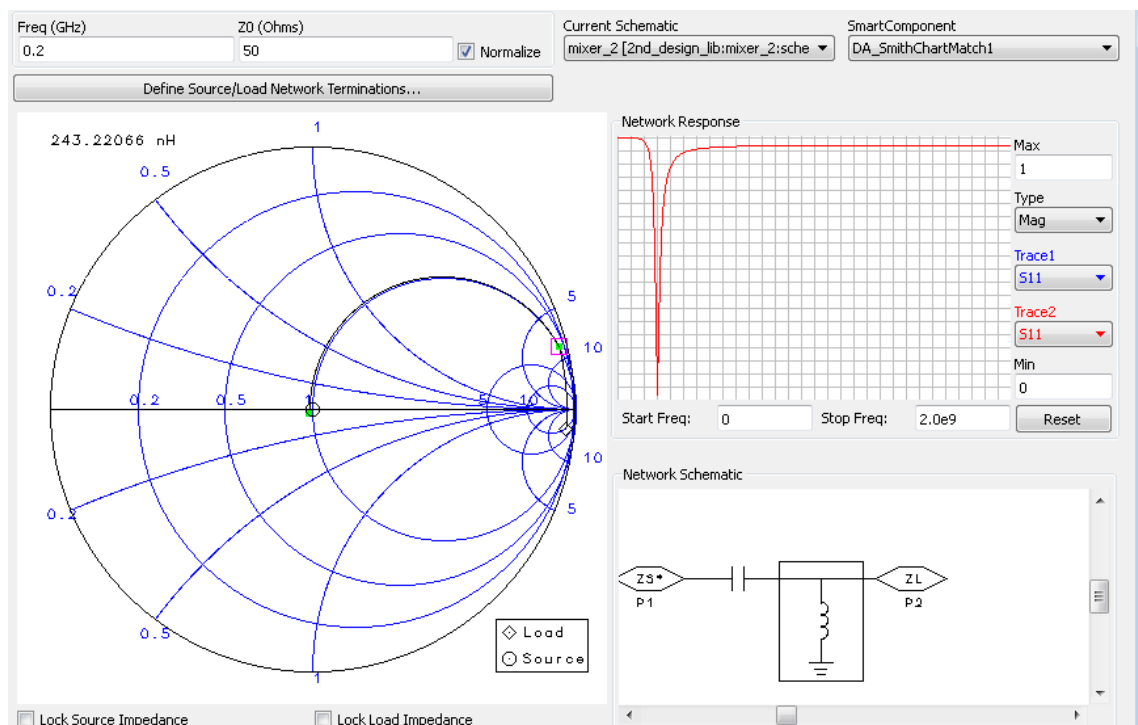 Freq (GHz) Z0 (Ohms) Current Schematic SmartComponent
0.2 50 Normalize mixer_2 [2nd_design_lib:mixer_2:sche DA_SmithChartMatch1
Define Source/Load Network Terminations...
243.22066 nH
1
0.5
0.2
5
10
0.2 0.5 1 5 10
10
5
0.2
0.5
1
Load
Source
Lock Source Impedance Lock Load Impedance
Network Response
Max
1
Type
Mag
Trace1
S11
Trace2
S11
Min
0
Start Freq: 0 Stop Freq: 2.0e9 Reset
Network Schematic
ZS* ZL
P1 P2